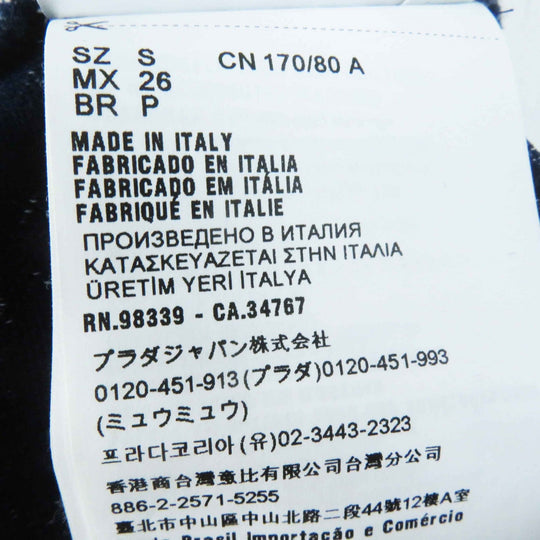 SZ S CN 170/80 A
MX 26
BR P
MADE IN ITALY
FABRICADO EN ITALIA
FABRICADO EM ITÁLIA
FABRIQUÉ EN ITALIE
ПРОИЗВЕДЕНО В ИТАЛИЯ
ΚΑΤΑΣΚΕΥΑΖΕΤΑΙ ΣΤΗΝ ΙΤΑΛΙΑ
ÜRETİM YERİ İTALYA
RN.98339 - CA.34767
プラダジャパン株式会社
0120-451-913(プラダ)0120-451-993
(ミュウミュウ)
프라다코리아(유)02-3443-2323
香港商台灣童比有限公司台灣分公司
886-2-2571-5255
臺北市中山區中山北路二段44號12樓A室
Brasil Importação e Comércio